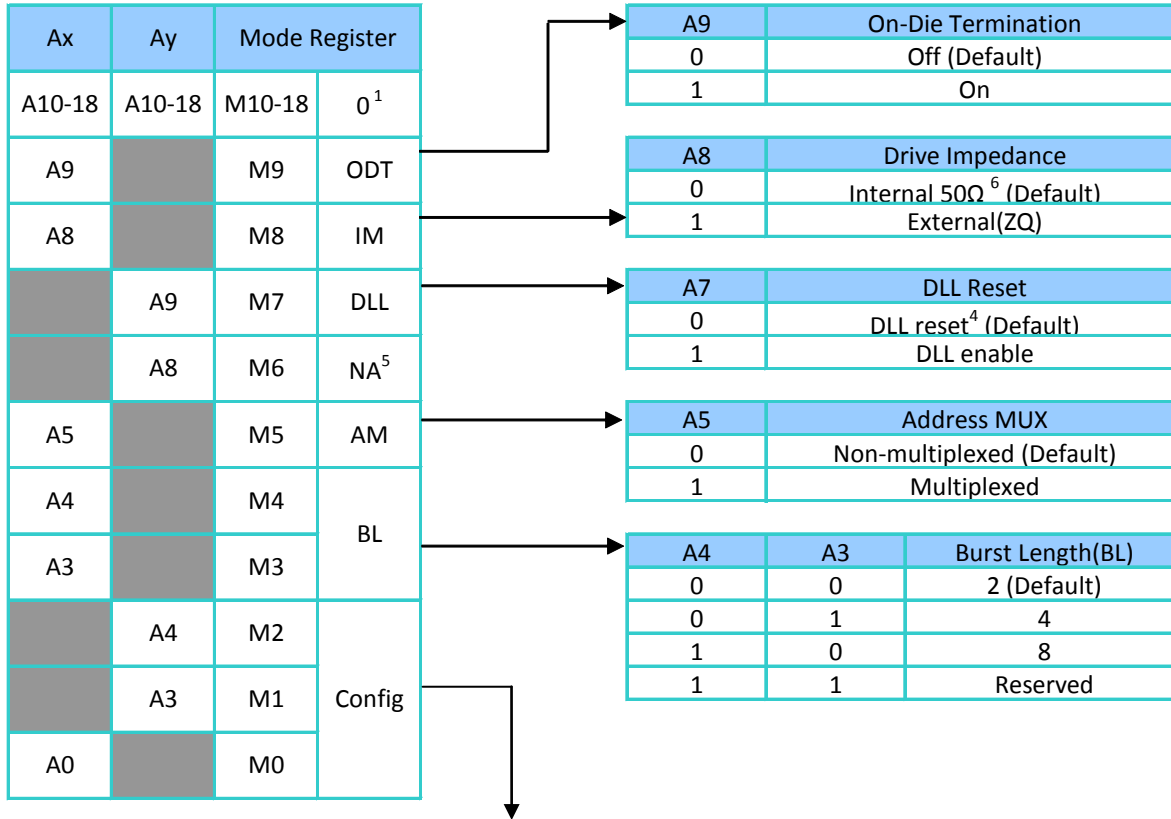 Ax Ay Mode Register
A10-18 A10-18 M10-18 0¹
A9 M9 ODT
A8 M8 IM
A9 M7 DLL
A8 M6 NA⁵
A5 M5 AM
A4 M4
BL
A3 M3
A4 M2
A3 M1 Config
A0 M0
A9 On-Die Termination
0 Off (Default)
1 On
A8 Drive Impedance
0 Internal 50Ω ⁶ (Default)
1 External(ZQ)
A7 DLL Reset
0 DLL reset⁴ (Default)
1 DLL enable
A5 Address MUX
0 Non-multiplexed (Default)
1 Multiplexed
A4 A3 Burst Length(BL)
0 0 2 (Default)
0 1 4
1 0 8
1 1 Reserved